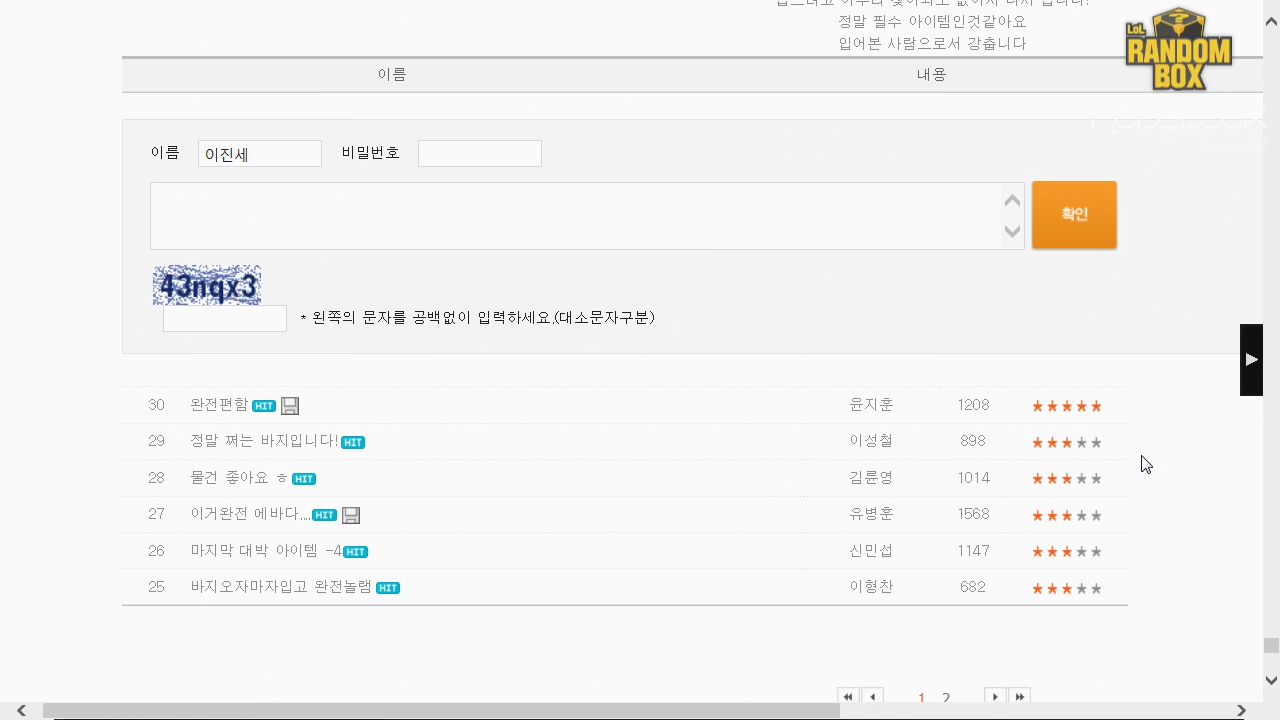 정말 필수 아이템인것같아요
입어본 사람으로서 강츕니다
LoL
RANDOM
BOX
이름 내용
이름 이진세 비밀번호
확인
43nqx3
* 왼쪽의 문자를 공백없이 입력하세요.(대소문자구분)
30 완전편함 HIT 윤지훈 1208 ★★★★★
29 정말 쩌는 바지입니다! HIT 이성철 898 ★★★★★
28 물건 좋아요 ㅎ HIT 김륜영 1014 ★★★★★
27 이거완전 에바다.... HIT 유병훈 1568 ★★★★★
26 마지막 대박 아이템 -4 HIT 신민섭 1147 ★★★★★
25 바지오자마자입고 완전놀램 HIT 이형찬 682 ★★★★★
1 2